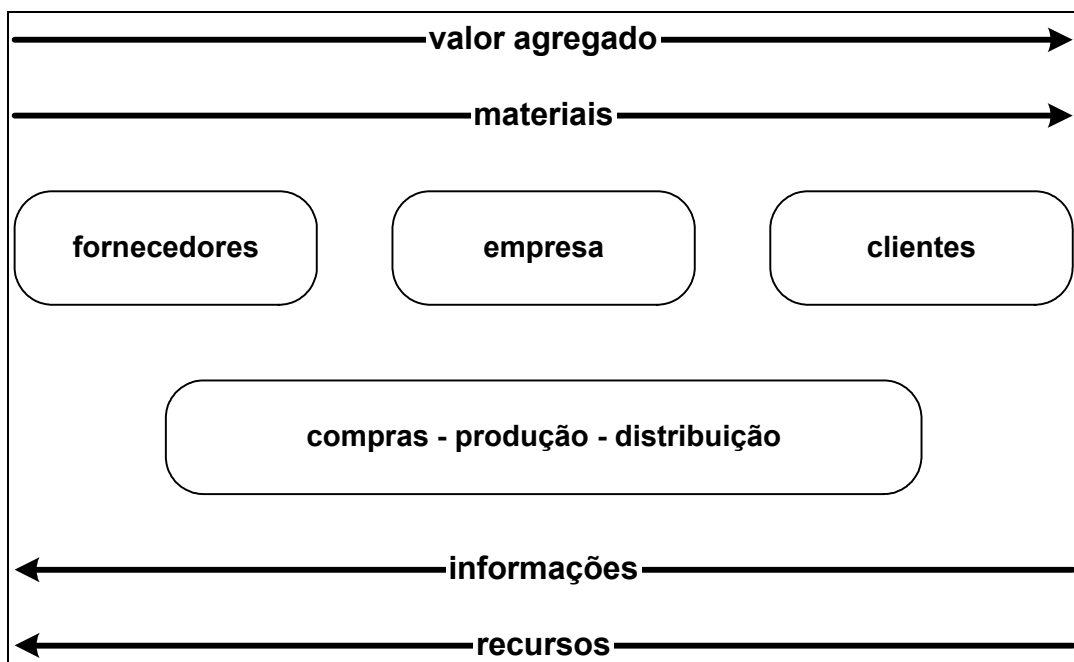 valor agregado
materiais
fornecedores empresa clientes
compras - produção - distribuição
informações
recursos